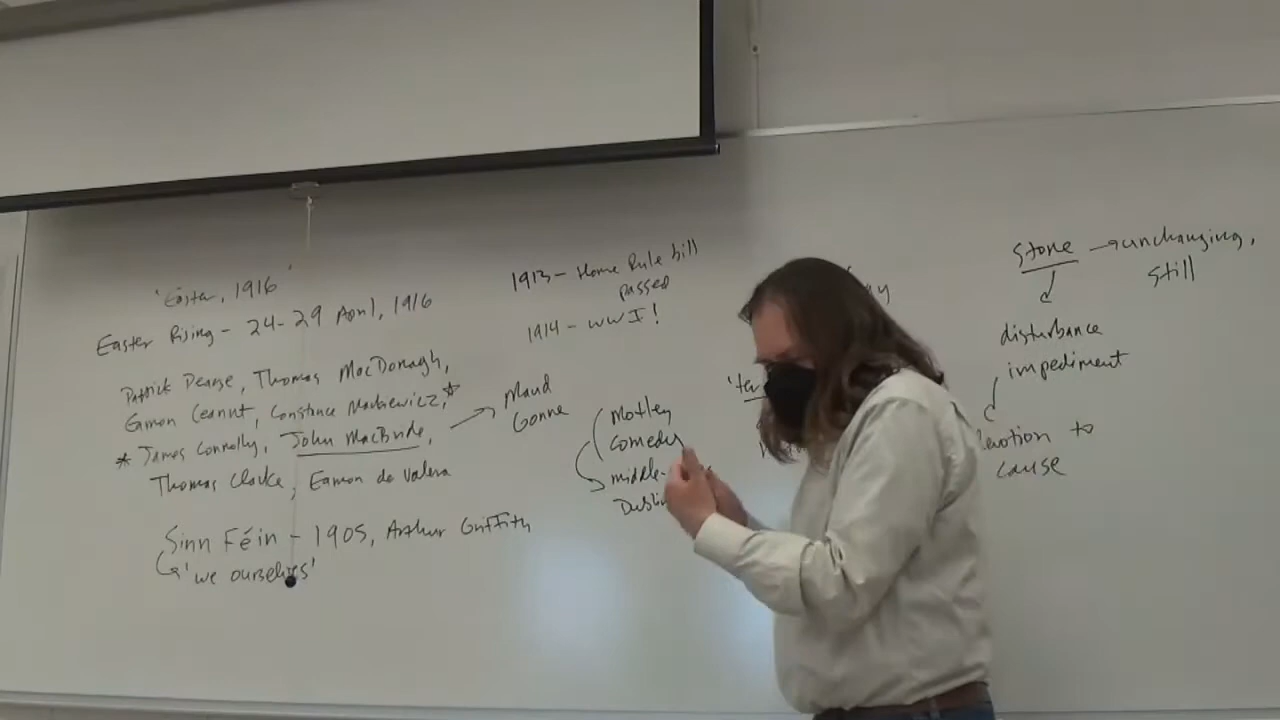 'Easter, 1916'
Easter Rising - 24-29 April, 1916
Patrick Pearse, Thomas MacDonagh,
Eamon Ceannt, Constance Markiewicz,*
* James Connolly, John MacBride,
Thomas Clarke, Eamon de Valera
Sinn Féin - 1905, Arthur Griffith
'we ourselves'
Maud
Gonne
1913 - Home Rule bill
passed
1914 - WWI!
Motley
comedy
middle-
stone → unchanging,
still
disturbance
impediment
to
cause